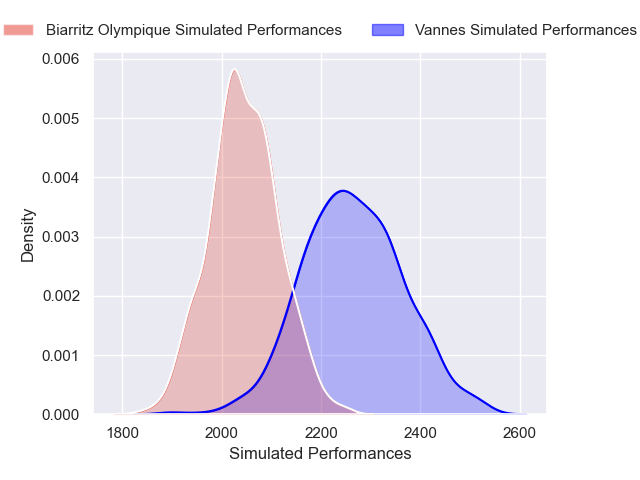 Biarritz Olympique Simulated Performances Vannes Simulated Performances
0.006
0.005
0.004
0.003
0.002
0.001
0.000
Density
1800 2000 2200 2400 2600
Simulated Performances